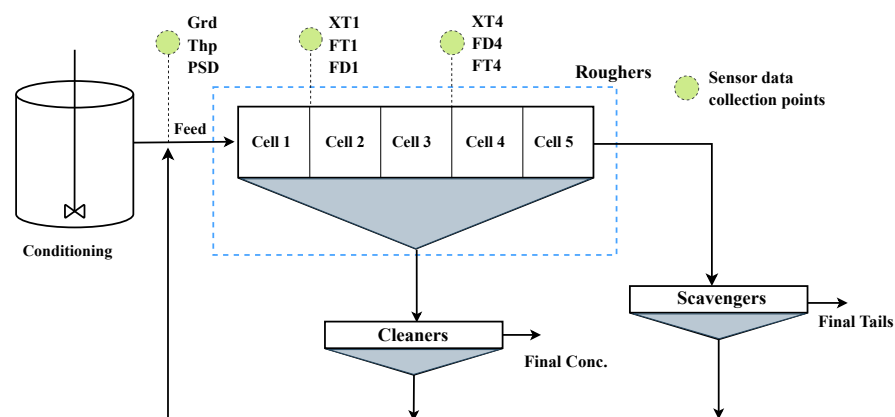 Grd
Thp
PSD
XT1
FT1
FD1
XT4
FD4
FT4
Roughers
Sensor data
collection points
Feed
Cell 1
Cell 2
Cell 3
Cell 4
Cell 5
Conditioning
Scavengers
Final Tails
Cleaners
Final Conc.